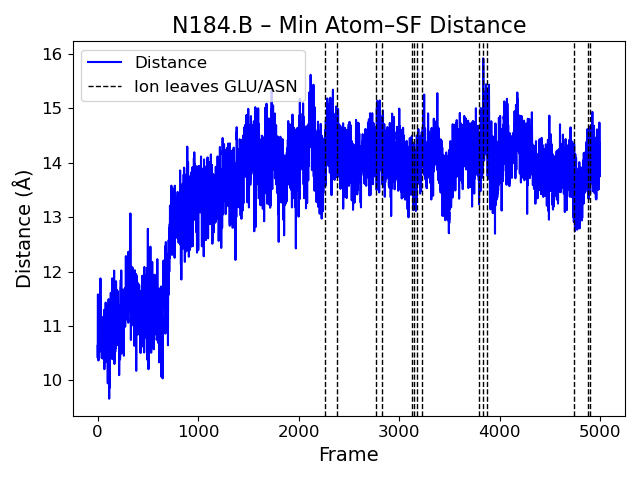 N184.B – Min Atom–SF Distance
Distance (Å)
16
15
14
13
12
11
10
Distance
Ion leaves GLU/ASN
0 1000 2000 3000 4000 5000
Frame